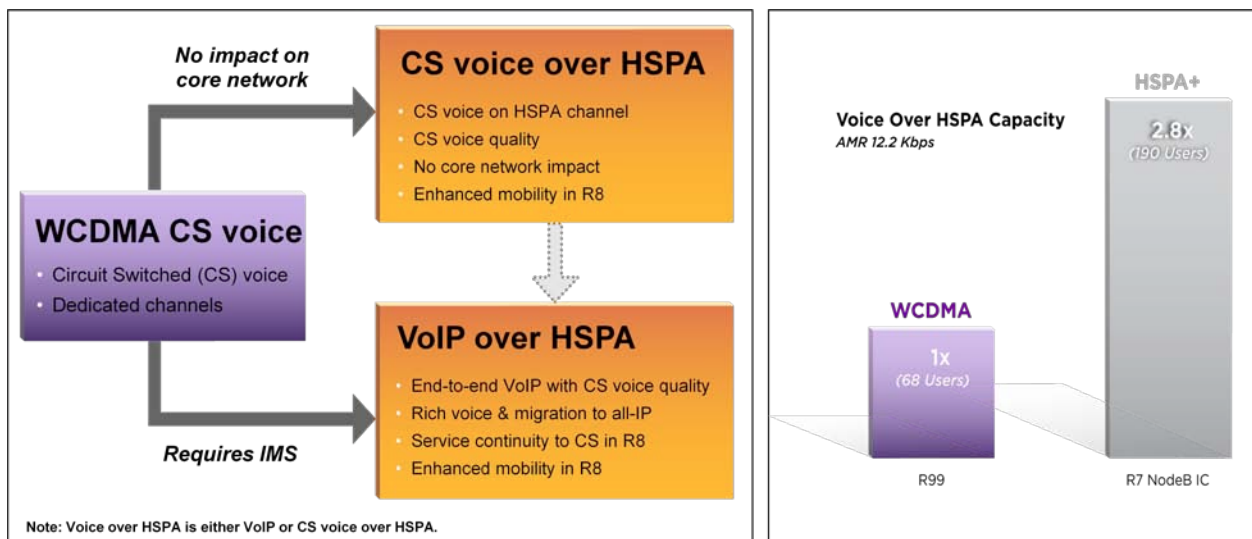 No impact on
core network
CS voice over HSPA
• CS voice on HSPA channel
• CS voice quality
• No core network impact
• Enhanced mobility in R8
WCDMA CS voice
• Circuit Switched (CS) voice
• Dedicated channels
VoIP over HSPA
• End-to-end VoIP with CS voice quality
• Rich voice & migration to all-IP
• Service continuity to CS in R8
• Enhanced mobility in R8
Requires IMS
Note: Voice over HSPA is either VoIP or CS voice over HSPA.
Voice Over HSPA Capacity
AMR 12.2 Kbps
HSPA+
2.8x
(190 Users)
WCDMA
1x
(68 Users)
R99
R7 NodeB IC